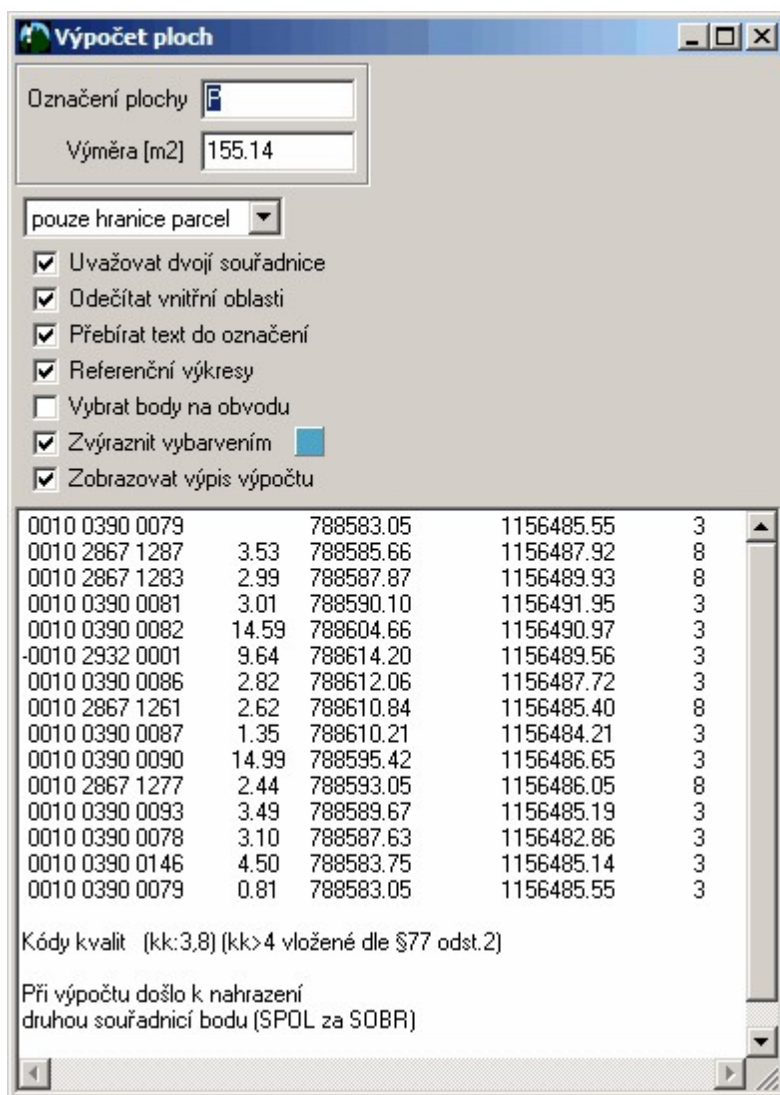 Výpočet ploch
Označení plochy P
Výměra [m2] 155.14
pouze hranice parcel
Uvažovat dvojí souřadnice
Odečítat vnitřní oblasti
Přebírat text do označení
Referenční výkresy
Vybrat body na obvodu
Zvýraznit vybarvením
Zobrazovat výpis výpočtu
0010 0390 0079 788583.05 1156485.55 3
0010 2867 1287 3.53 788585.66 1156487.92 8
0010 2867 1283 2.99 788587.87 1156489.93 8
0010 0390 0081 3.01 788590.10 1156491.95 3
0010 0390 0082 14.59 788604.66 1156490.97 3
-0010 2932 0001 9.64 788614.20 1156489.56 3
0010 0390 0086 2.82 788612.06 1156487.72 3
0010 2867 1261 2.62 788610.84 1156485.40 8
0010 0390 0087 1.35 788610.21 1156484.21 3
0010 0390 0090 14.99 788595.42 1156486.65 3
0010 2867 1277 2.44 788593.05 1156486.05 8
0010 0390 0093 3.49 788589.67 1156485.19 3
0010 0390 0078 3.10 788587.63 1156482.86 3
0010 0390 0146 4.50 788583.75 1156485.14 3
0010 0390 0079 0.81 788583.05 1156485.55 3
Kódy kvalit (kk:3,8) (kk>4 vložené dle §77 odst.2)
Při výpočtu došlo k nahrazení
druhou souřadnicí bodu (SPOL za SOBR)